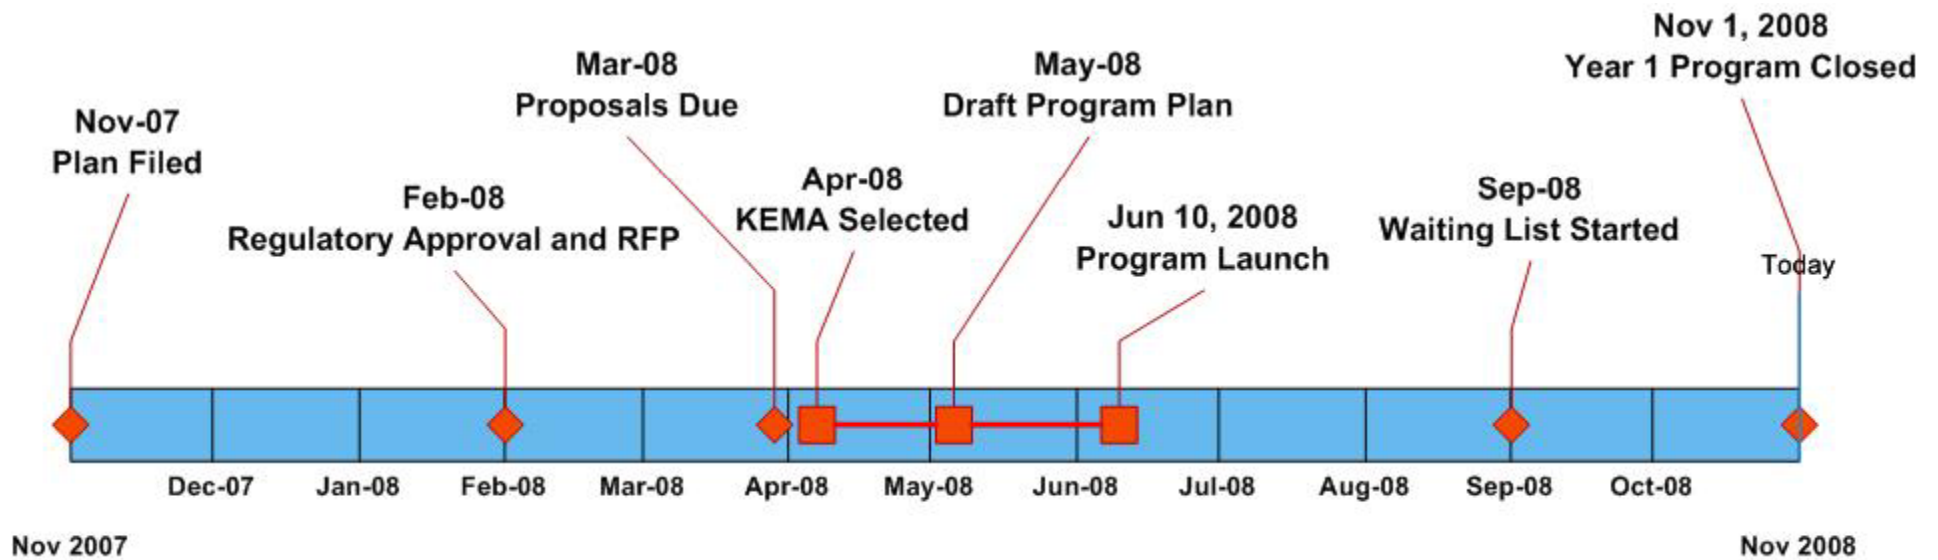 Nov 1, 2008
Year 1 Program Closed
Mar-08
Proposals Due
May-08
Draft Program Plan
Nov-07
Plan Filed
Apr-08
KEMA Selected
Feb-08
Regulatory Approval and RFP
Jun 10, 2008
Program Launch
Sep-08
Waiting List Started
Today
Dec-07 Jan-08 Feb-08 Mar-08 Apr-08 May-08 Jun-08 Jul-08 Aug-08 Sep-08 Oct-08
Nov 2007 Nov 2008